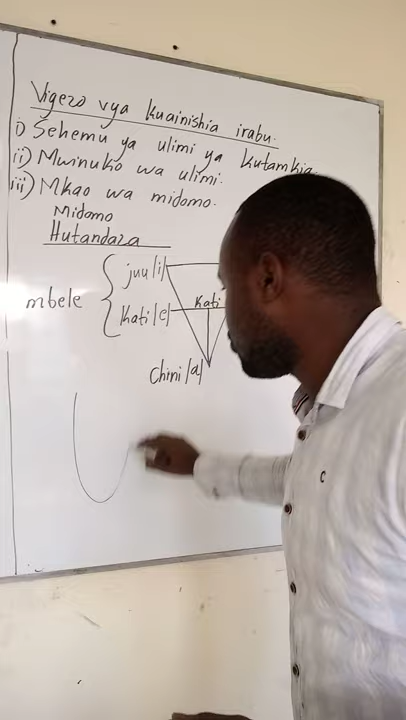 Vigezo vya kuainishia irabu.
i) Sehemu ya ulimi ya kutamkia.
ii) Mwinuko wa ulimi.
iii) Mkao wa midomo.
Midomo
Hutandaza
juu /i/
mbele
Kati /e/
Kati
chini /a/
C